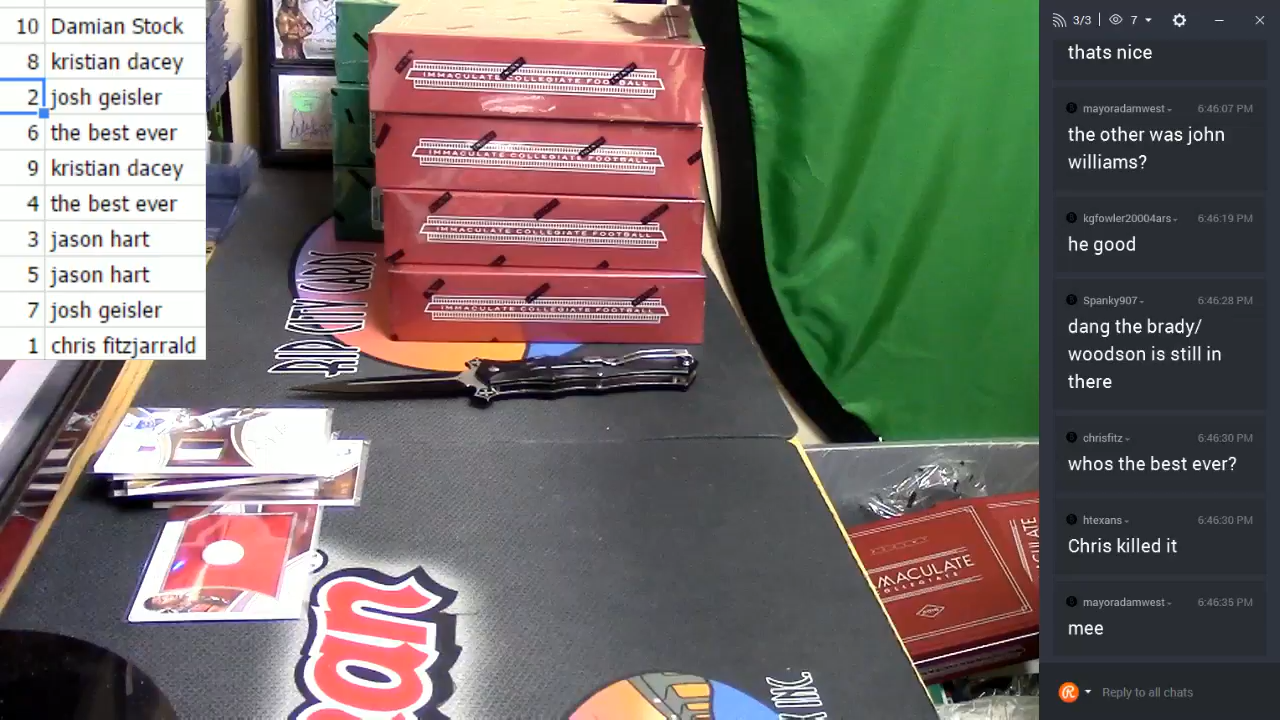 10 Damian Stock
8 kristian dacey
2 josh geisler
6 the best ever
9 kristian dacey
4 the best ever
3 jason hart
5 jason hart
7 josh geisler
1 chris fitzjarrald
IMMACULATE COLLEGIATE FOOTBALL
IMMACULATE COLLEGIATE FOOTBALL
IMMACULATE COLLEGIATE FOOTBALL
IMMACULATE COLLEGIATE FOOTBALL
RIP CITY CARDS
MACULATE
COLLEGIATE
INC
3/3 7
thats nice
mayoradamwest 6:46:07 PM
the other was john
williams?
kgfowler20004ars 6:46:19 PM
he good
Spanky907 6:46:28 PM
dang the brady/
woodson is still in
there
chrisfitz 6:46:30 PM
whos the best ever?
htexans 6:46:30 PM
Chris killed it
mayoradamwest 6:46:35 PM
mee
Reply to all chats